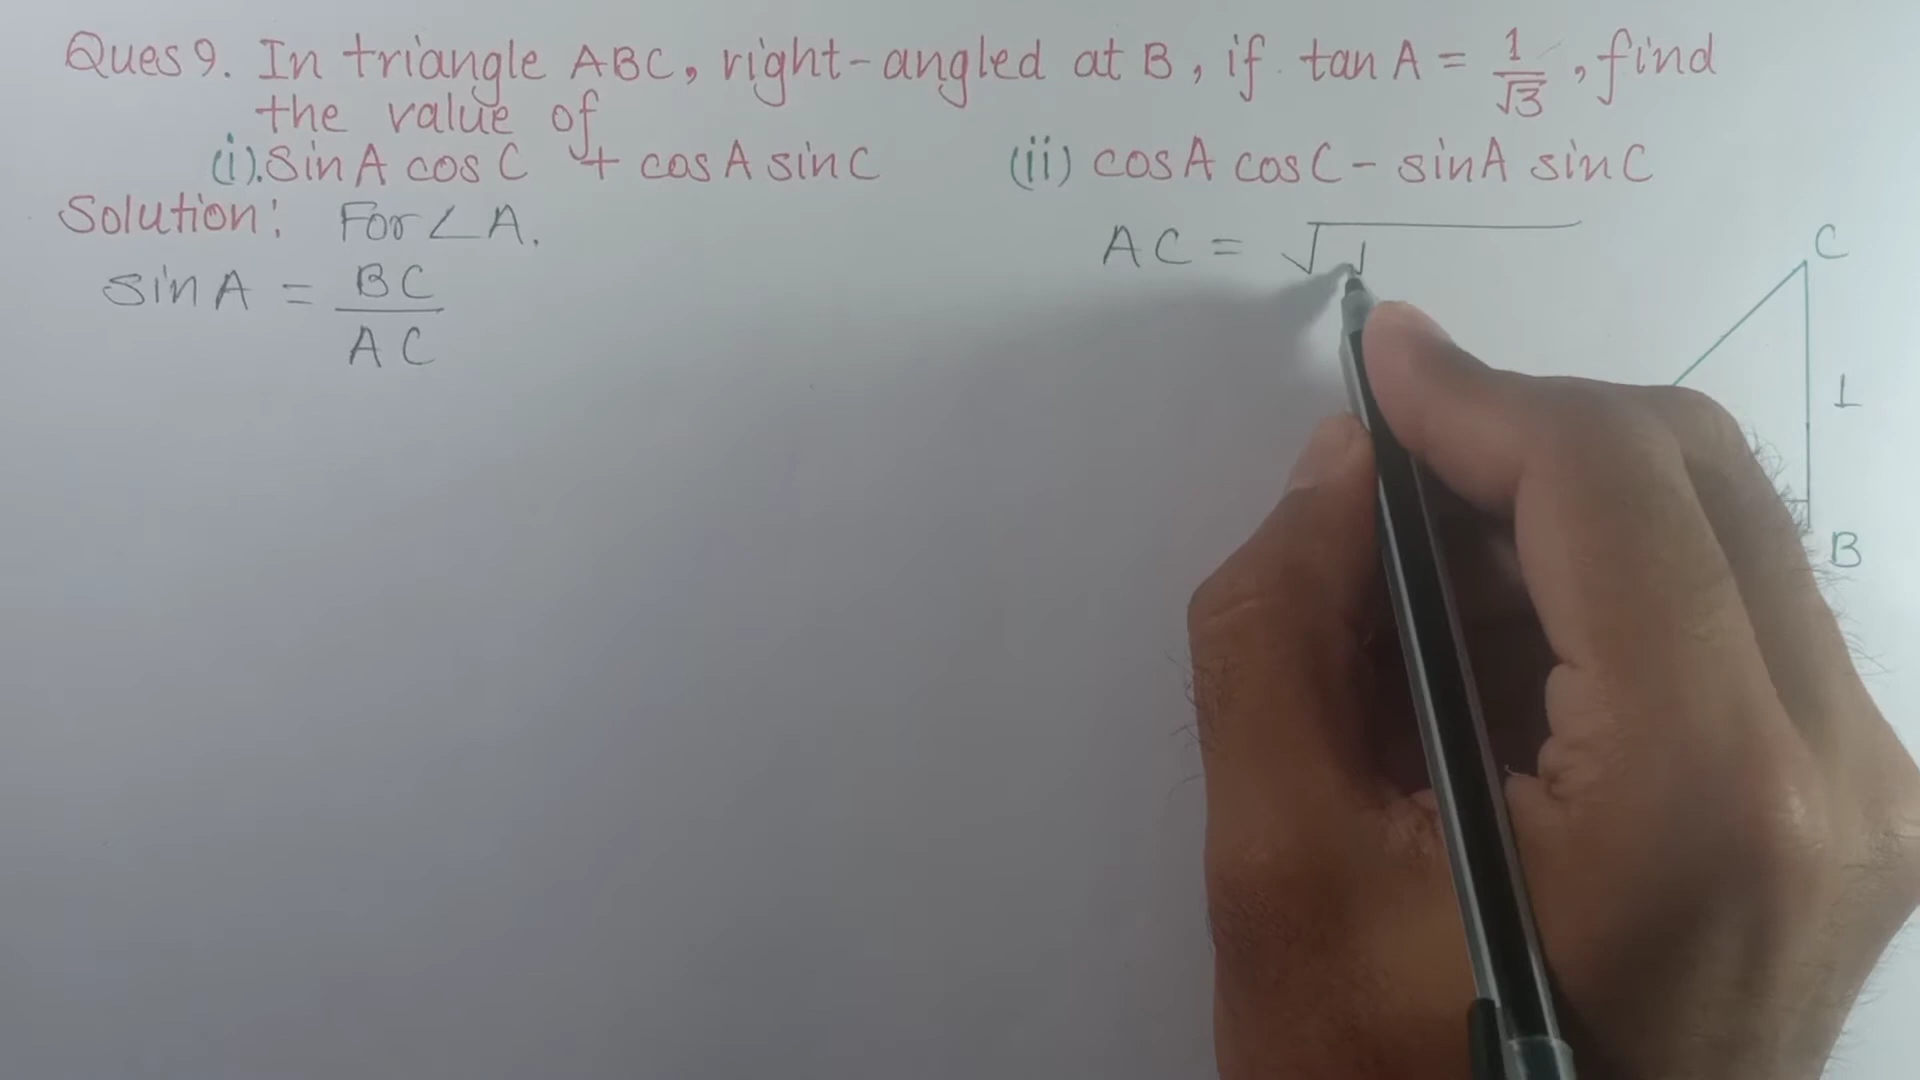 Ques 9. In triangle ABC, right-angled at B, if tan A = 1/√3, find
the value of
(i). Sin A cos C + cos A sin C (ii) cos A cos C - sin A sin C
Solution: For ∠A.
AC = √1
sin A = BC/AC
C
1
B